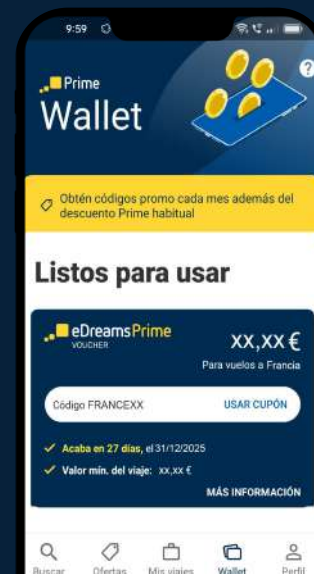 9:59
Prime
Wallet
?
Obtén códigos promo cada mes además del
descuento Prime habitual
Listos para usar
eDreams Prime
VOUCHER
xx,xx €
Para vuelos a Francia
Código FRANCEXX
USAR CUPÓN
Acaba en 27 días, el 31/12/2025
Valor mín. del viaje: xx,xx €
MÁS INFORMACIÓN
Buscar
Ofertas
Mis viajes
Wallet
Perfil